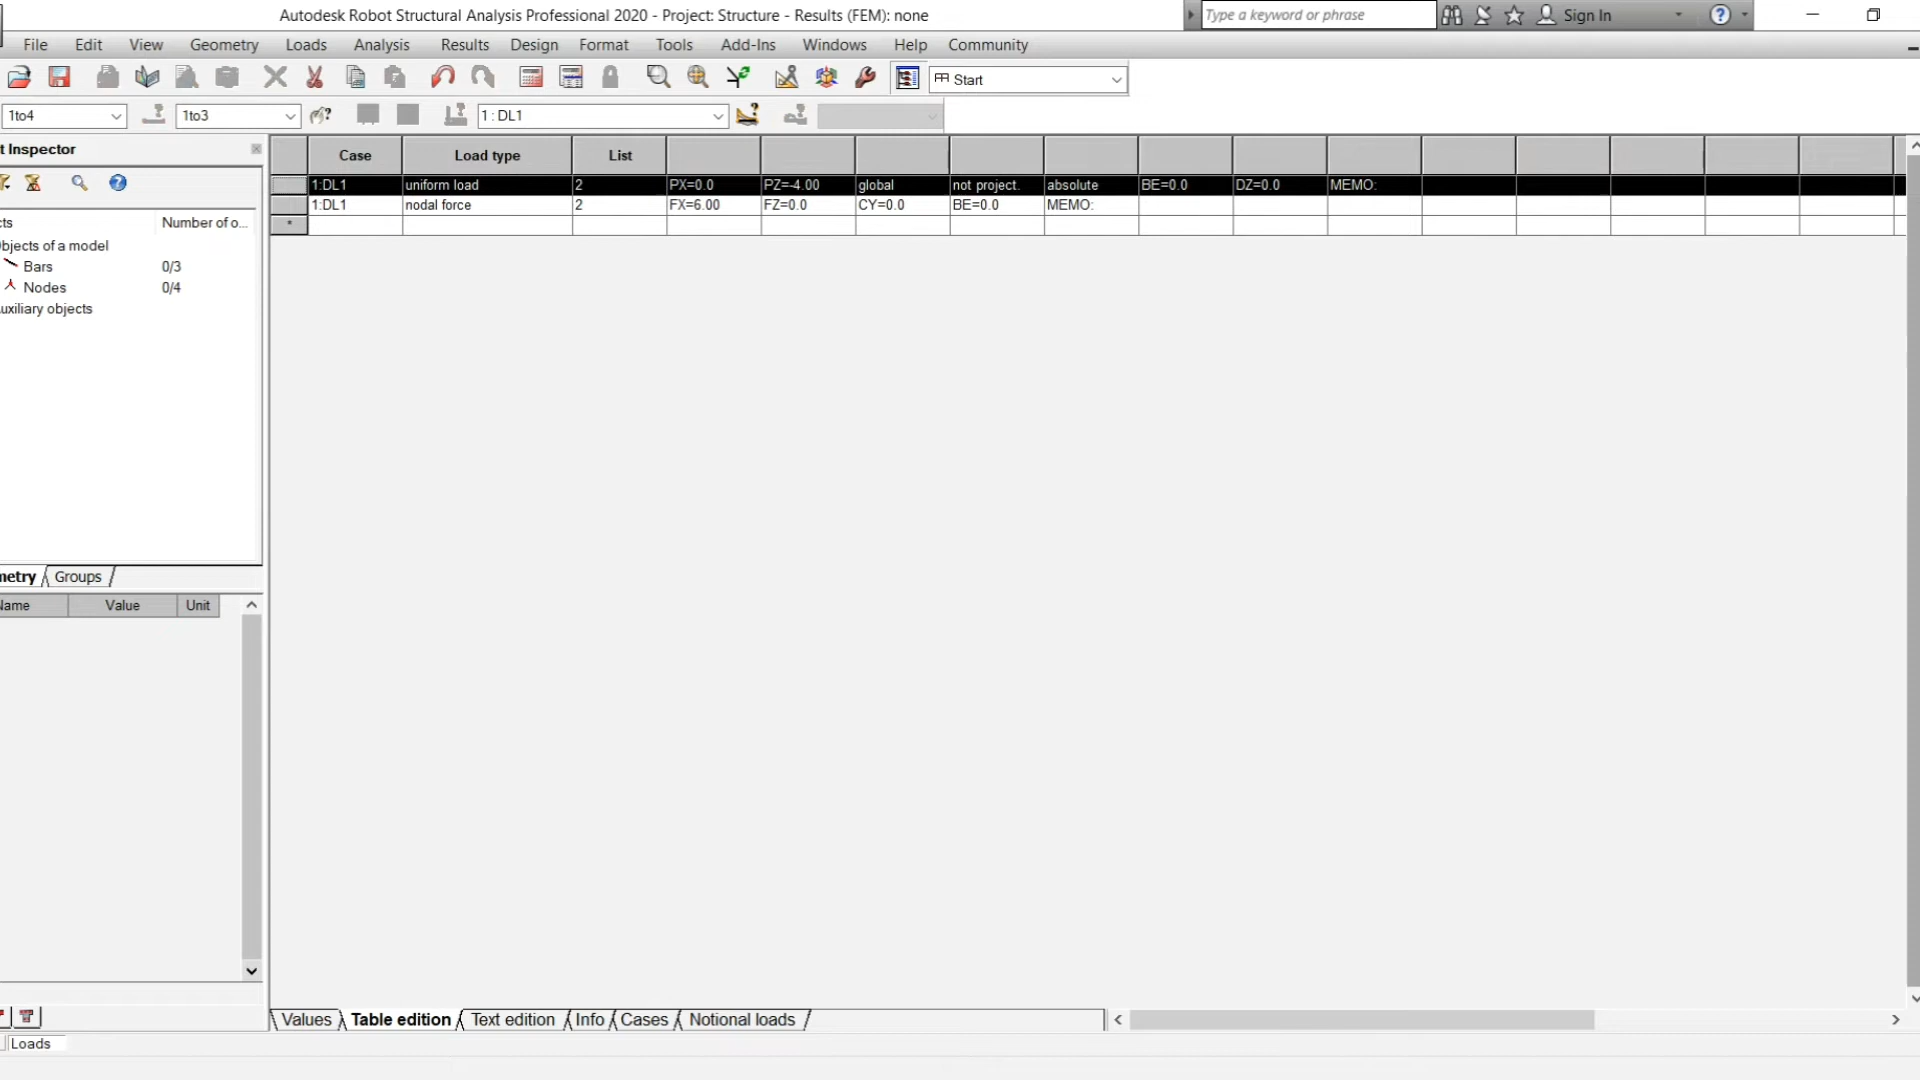 Autodesk Robot Structural Analysis Professional 2020 - Project: Structure - Results (FEM): none
Type a keyword or phrase
Sign In
File Edit View Geometry Loads Analysis Results Design Format Tools Add-Ins Windows Help Community
Start
1to4 1to3 1 : DL1
t Inspector
Case Load type List
1:DL1 uniform load 2 PX=0.0 PZ=-4.00 global not project. absolute BE=0.0 DZ=0.0 MEMO:
1:DL1 nodal force 2 FX=6.00 FZ=0.0 CY=0.0 BE=0.0 MEMO:
*
cts Number of o...
bjects of a model
Bars 0/3
Nodes 0/4
uxiliary objects
metry Groups
Name Value Unit
Values Table edition Text edition Info Cases Notional loads
Loads